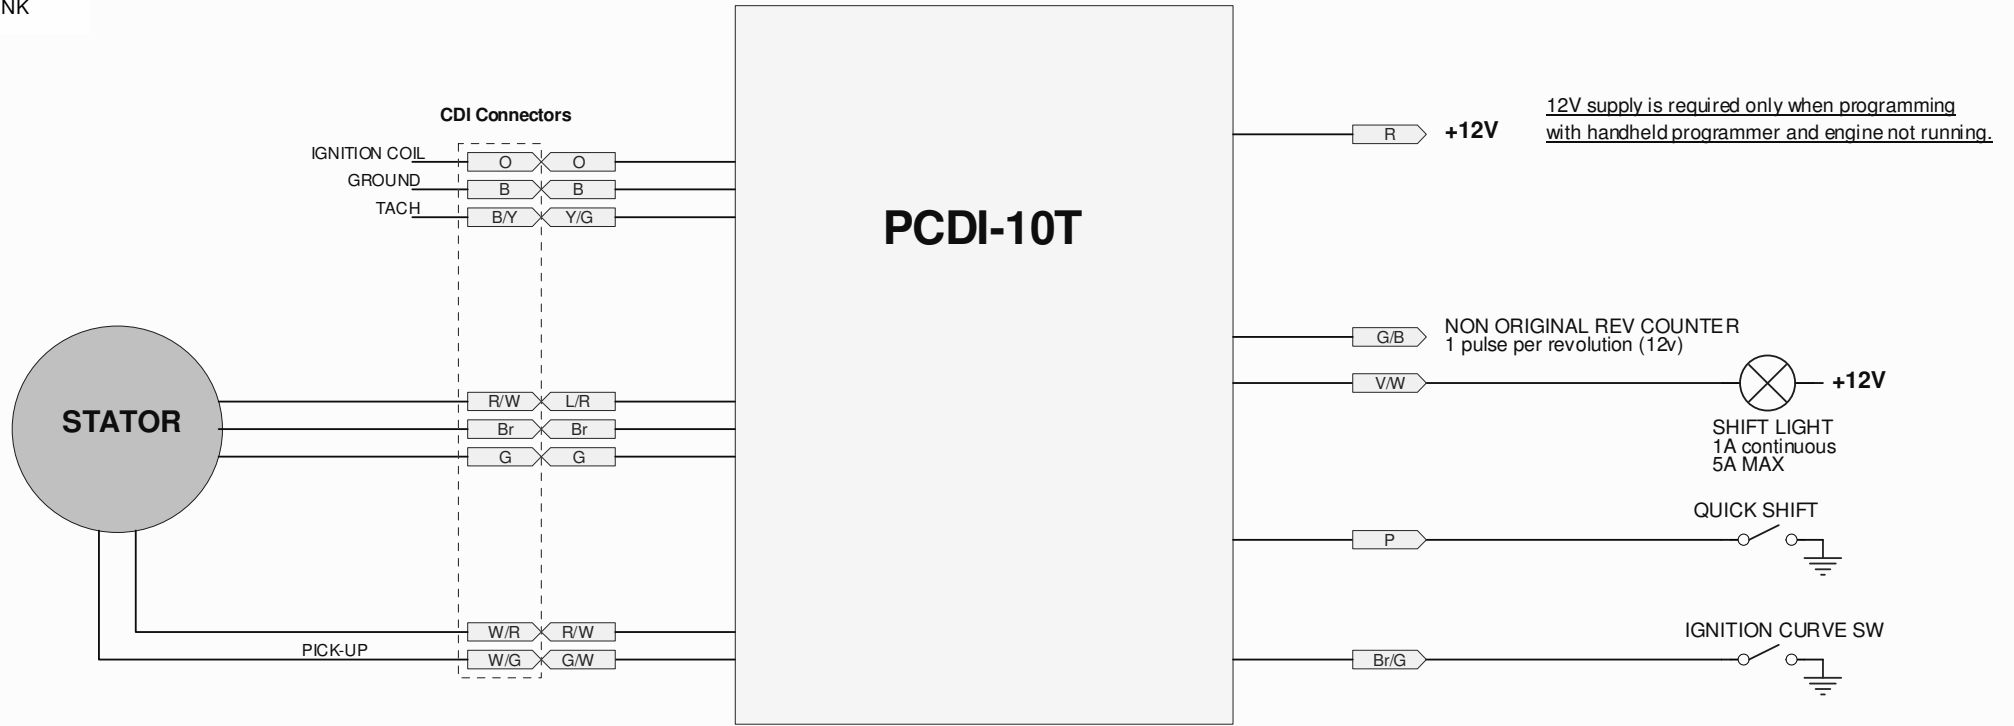 NK
CDI Connectors
IGNITION COIL
O
O
GROUND
B
B
TACH
B/Y
Y/G
STATOR
R/W
L/R
Br
Br
G
G
PICK-UP
W/R
R/W
W/G
G/W
PCDI-10T
R
+12V
12V supply is required only when programming
with handheld programmer and engine not running.
G/B
NON ORIGINAL REV COUNTER
1 pulse per revolution (12v)
V/W
+12V
SHIFT LIGHT
1A continuous
5A MAX
QUICK SHIFT
P
IGNITION CURVE SW
Br/G